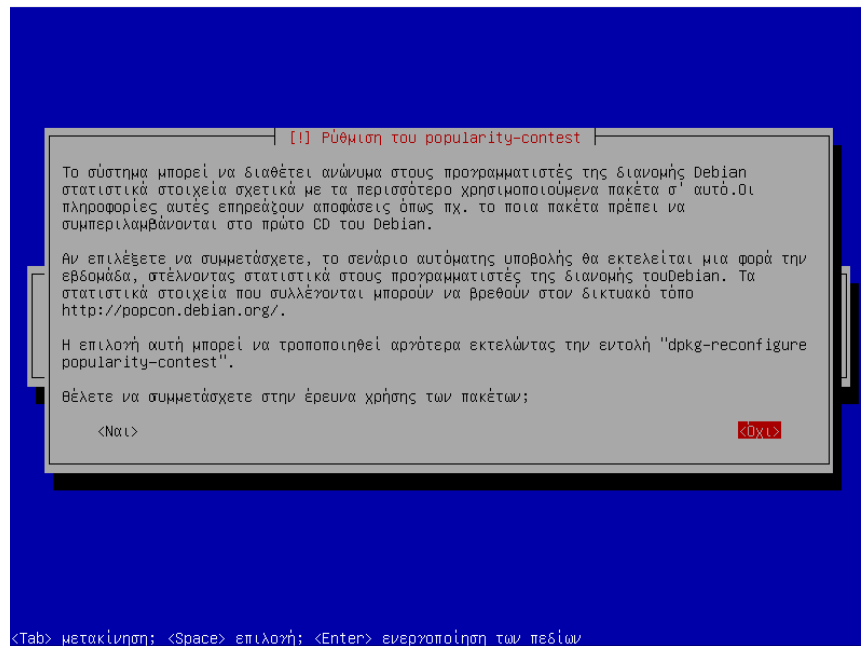 [!] Ρύθμιση του popularity-contest
Το σύστημα μπορεί να διαθέτει ανώνυμα στους προγραμματιστές της διανομής Debian
στατιστικά στοιχεία σχετικά με τα περισσότερο χρησιμοποιούμενα πακέτα σ' αυτό.Οι
πληροφορίες αυτές επηρεάζουν αποφάσεις όπως πχ. το ποια πακέτα πρέπει να
συμπεριλαμβάνονται στο πρώτο CD του Debian.
Αν επιλέξετε να συμμετάσχετε, το σενάριο αυτόματης υποβολής θα εκτελείται μια φορά την
εβδομάδα, στέλνοντας στατιστικά στους προγραμματιστές της διανομής τουDebian. Τα
στατιστικά στοιχεία που συλλέγονται μπορούν να βρεθούν στον δικτυακό τόπο
http://popcon.debian.org/.
Η επιλογή αυτή μπορεί να τροποποιηθεί αργότερα εκτελώντας την εντολή "dpkg-reconfigure
popularity-contest".
Θέλετε να συμμετάσχετε στην έρευνα χρήσης των πακέτων;
<Ναι> <Όχι>
<Tab> μετακίνηση; <Space> επιλογή; <Enter> ενεργοποίηση των πεδίων